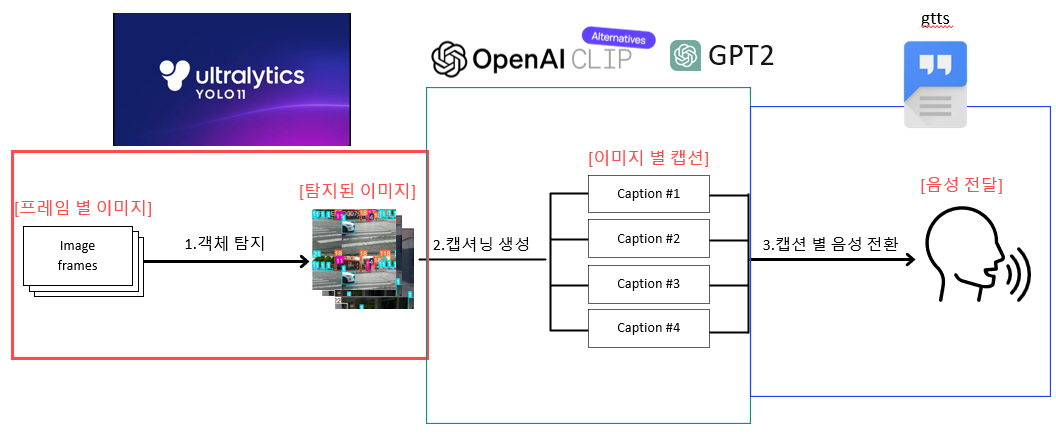 gtts
Alternatives
OpenAI CLIP
GPT2
ultralytics
YOLO11
[이미지 별 캡션]
[프레임 별 이미지]
[탐지된 이미지]
[음성 전달]
Image
frames
1.객체 탐지
2.캡셔닝 생성
Caption #1
Caption #2
Caption #3
Caption #4
3.캡션 별 음성 전환